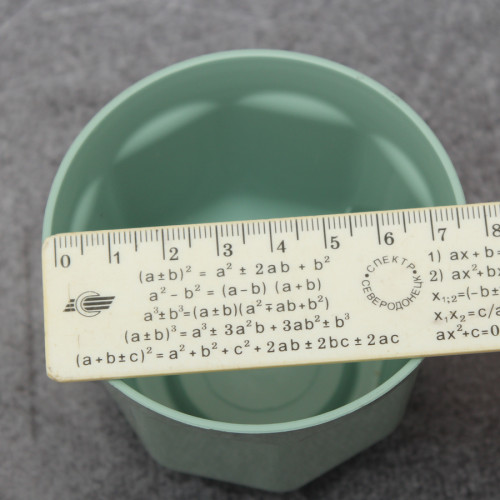 0 1 2 3 4 5 6 7 8
(a±b)² = a² ± 2ab + b²
a² - b² = (a-b) (a+b)
a³±b³=(a±b)(a²∓ab+b²)
(a±b)³=a³±3a²b+3ab²±b³
(a+b±c)²=a²+b²+c²+2ab±2bc±2ac
•СПЕКТР•
СЕВЕРОДОНЕЦК
1) ax+b=
2) ax²+bx
x₁;₂=(-b±
x₁x₂=c/a
ax²+c=0